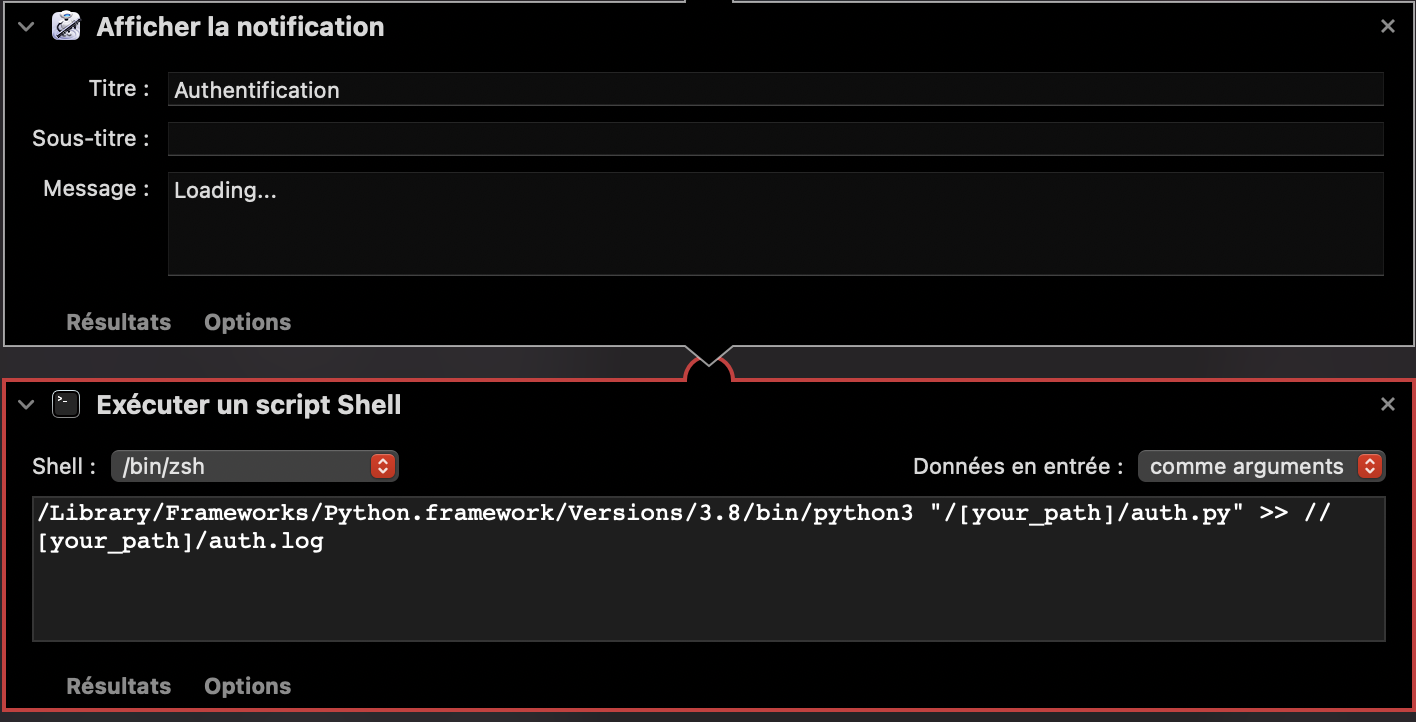 Afficher la notification
Titre :
Authentification
Sous-titre :
Message :
Loading...
Résultats Options
Exécuter un script Shell
Shell : /bin/zsh Données en entrée : comme arguments
/Library/Frameworks/Python.framework/Versions/3.8/bin/python3 "/[your_path]/auth.py" >> //
[your_path]/auth.log
Résultats Options